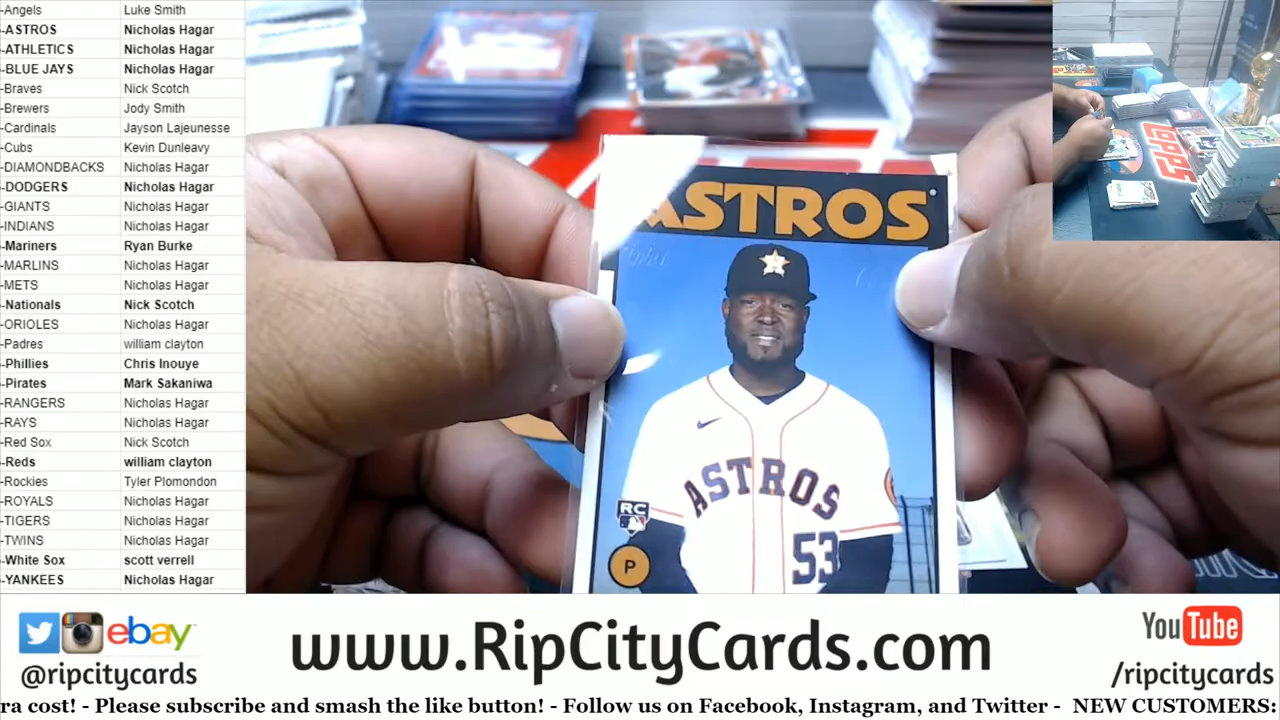 -Angels Luke Smith
-ASTROS Nicholas Hagar
-ATHLETICS Nicholas Hagar
-BLUE JAYS Nicholas Hagar
-Braves Nick Scotch
-Brewers Jody Smith
-Cardinals Jayson Lajeunesse
-Cubs Kevin Dunleavy
-DIAMONDBACKS Nicholas Hagar
-DODGERS Nicholas Hagar
-GIANTS Nicholas Hagar
-INDIANS Nicholas Hagar
-Mariners Ryan Burke
-MARLINS Nicholas Hagar
-METS Nicholas Hagar
-Nationals Nick Scotch
-ORIOLES Nicholas Hagar
-Padres william clayton
-Phillies Chris Inouye
-Pirates Mark Sakaniwa
-RANGERS Nicholas Hagar
-RAYS Nicholas Hagar
-Red Sox Nick Scotch
-Reds william clayton
-Rockies Tyler Plomondon
-ROYALS Nicholas Hagar
-TIGERS Nicholas Hagar
-TWINS Nicholas Hagar
-White Sox scott verrell
-YANKEES Nicholas Hagar
ASTROS
ASTROS
53
RC
P
TOPPS
ebay
@ripcitycards
www.RipCityCards.com
YouTube
/ripcitycards
ra cost! - Please subscribe and smash the like button! - Follow us on Facebook, Instagram, and Twitter - NEW CUSTOMERS: